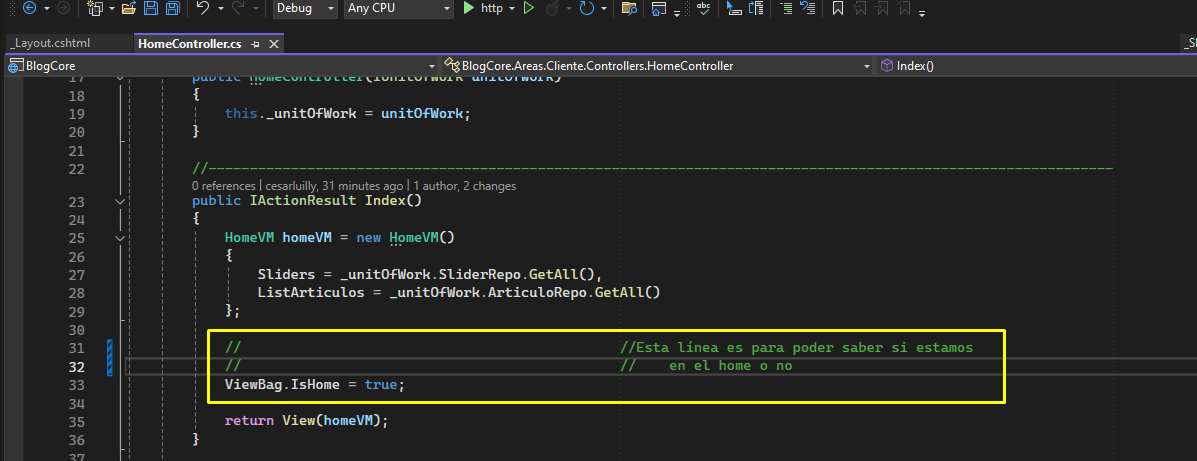 Debug Any CPU http
_Layout.cshtml HomeController.cs
BlogCore BlogCore.Areas.Cliente.Controllers.HomeController Index()
17 public HomeController(IUnitOfWork unitOfWork)
18 {
19 this._unitOfWork = unitOfWork;
20 }
21
22 //--------------------------------------------------------------------------------------------------------------
0 references | cesarluilly, 31 minutes ago | 1 author, 2 changes
23 public IActionResult Index()
24 {
25 HomeVM homeVM = new HomeVM()
26 {
27 Sliders = _unitOfWork.SliderRepo.GetAll(),
28 ListArticulos = _unitOfWork.ArticuloRepo.GetAll()
29 };
30
31 // //Esta línea es para poder saber si estamos
32 // // en el home o no
33 ViewBag.IsHome = true;
34
35 return View(homeVM);
36 }
37